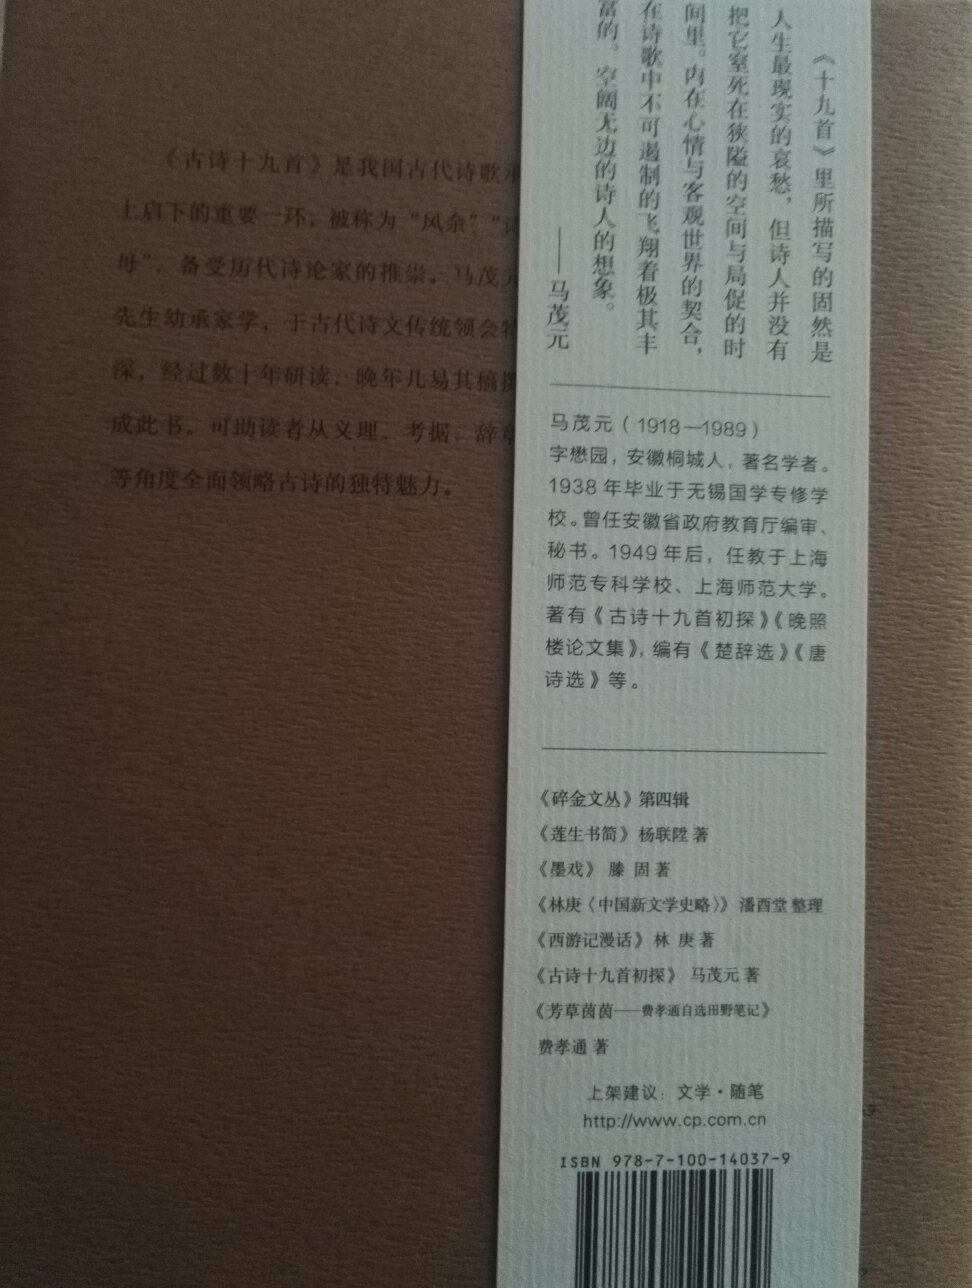 《古诗十九首》是我国古代诗歌承
上启下的重要一环，被称为“风余”“诗
母”，备受历代诗论家的推崇。马茂元
先生幼承家学，于古代诗文传统领会特
深，经过数十年研读，晚年几易其稿撰
成此书。可助读者从义理、考据、辞章
等角度全面领略古诗的独特魅力。
《十九首》里所描写的固然是
人生最现实的哀愁，但诗人并没有
把它窒死在狭隘的空间与局促的时
间里。内在心情与客观世界的契合，
在诗歌中不可遏制的飞翔着极其丰
富的、空阔无边的诗人的想象。
——马茂元
马茂元（1918—1989）
字懋园，安徽桐城人，著名学者。
1938年毕业于无锡国学专修学
校。曾任安徽省政府教育厅编审、
秘书。1949年后，任教于上海
师范专科学校、上海师范大学。
著有《古诗十九首初探》《晚照
楼论文集》，编有《楚辞选》《唐
诗选》等。
《碎金文丛》第四辑
《莲生书简》 杨联陞 著
《墨戏》 滕 固 著
《林庚〈中国新文学史略〉》 潘酉堂 整理
《西游记漫话》 林 庚 著
《古诗十九首初探》 马茂元 著
《芳草茵茵——费孝通自选田野笔记》
费孝通 著
上架建议：文学·随笔
http://www.cp.com.cn
ISBN 978-7-100-14037-9